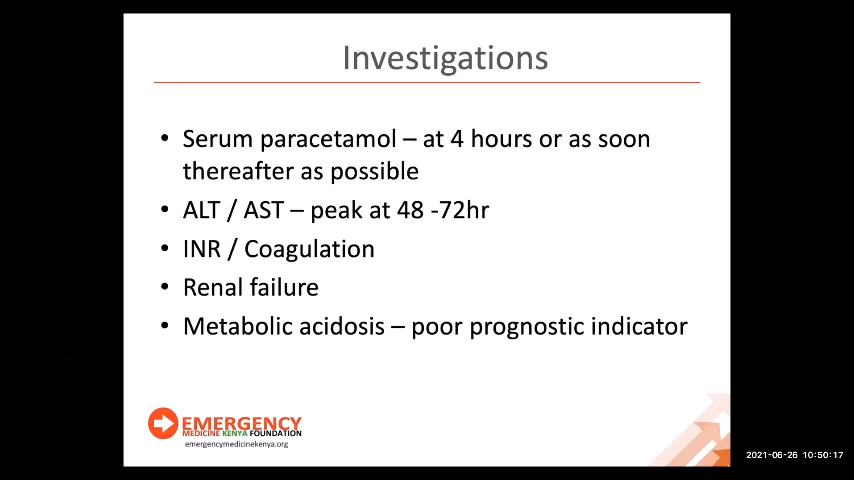 Investigations
• Serum paracetamol – at 4 hours or as soon
thereafter as possible
• ALT / AST – peak at 48 -72hr
• INR / Coagulation
• Renal failure
• Metabolic acidosis – poor prognostic indicator
EMERGENCY
MEDICINE KENYA FOUNDATION
emergencymedicinekenya.org
2021-06-26 10:50:17